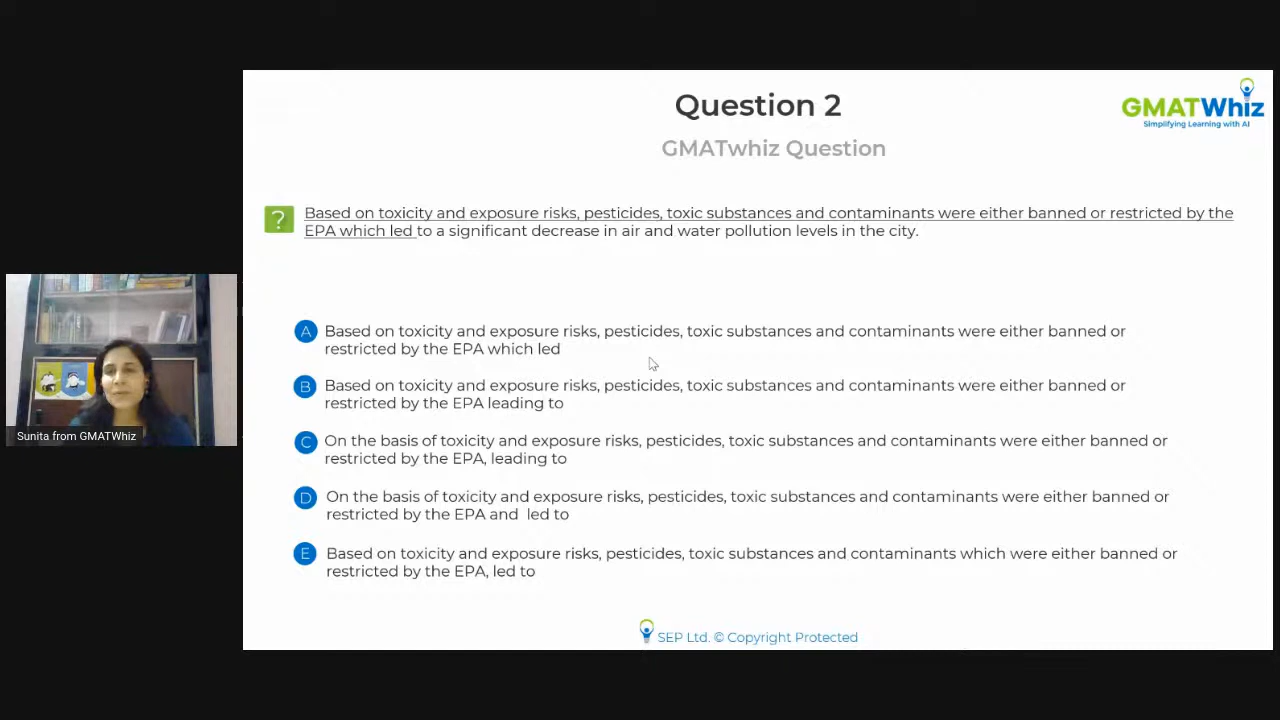 Question 2
GMATWhiz
Simplifying Learning with AI
GMATwhiz Question
?
Based on toxicity and exposure risks, pesticides, toxic substances and contaminants were either banned or restricted by the
EPA which led to a significant decrease in air and water pollution levels in the city.
A Based on toxicity and exposure risks, pesticides, toxic substances and contaminants were either banned or
restricted by the EPA which led
B Based on toxicity and exposure risks, pesticides, toxic substances and contaminants were either banned or
restricted by the EPA leading to
C On the basis of toxicity and exposure risks, pesticides, toxic substances and contaminants were either banned or
restricted by the EPA, leading to
D On the basis of toxicity and exposure risks, pesticides, toxic substances and contaminants were either banned or
restricted by the EPA and led to
E Based on toxicity and exposure risks, pesticides, toxic substances and contaminants which were either banned or
restricted by the EPA, led to
Sunita from GMATWhiz
SEP Ltd. © Copyright Protected